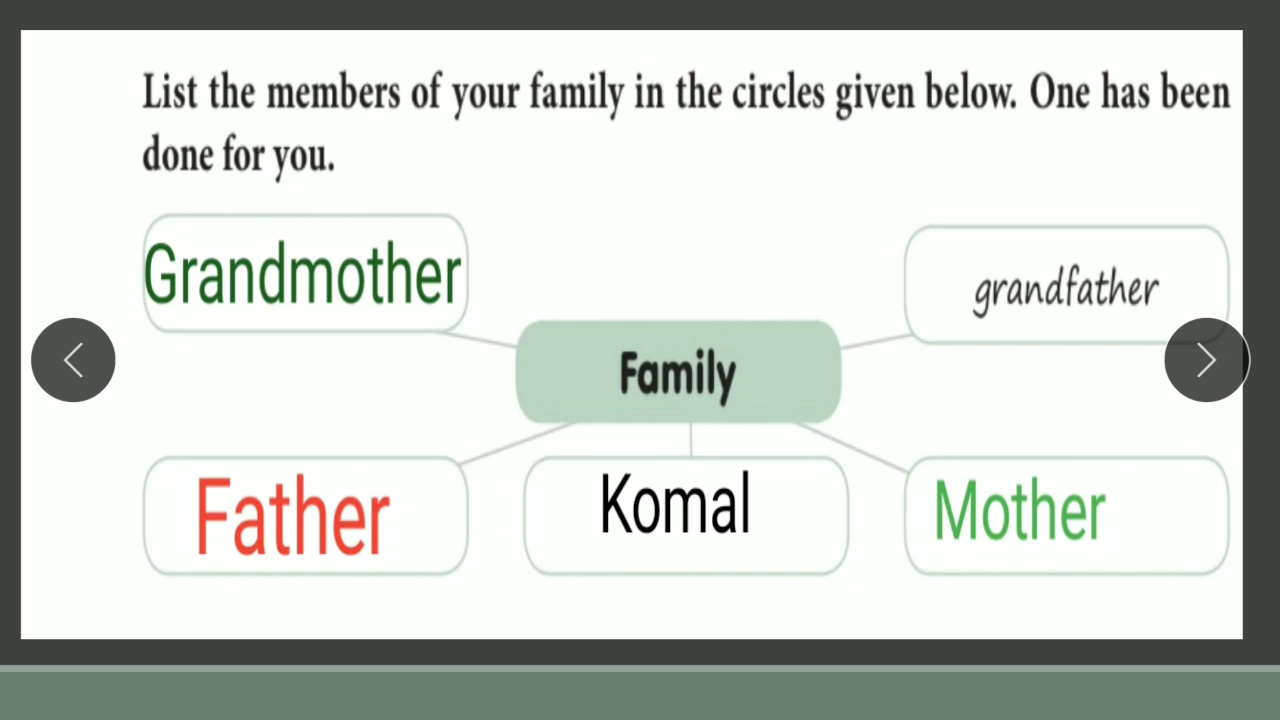 List the members of your family in the circles given below. One has been
done for you.
Grandmother
grandfather
Family
Father
Komal
Mother